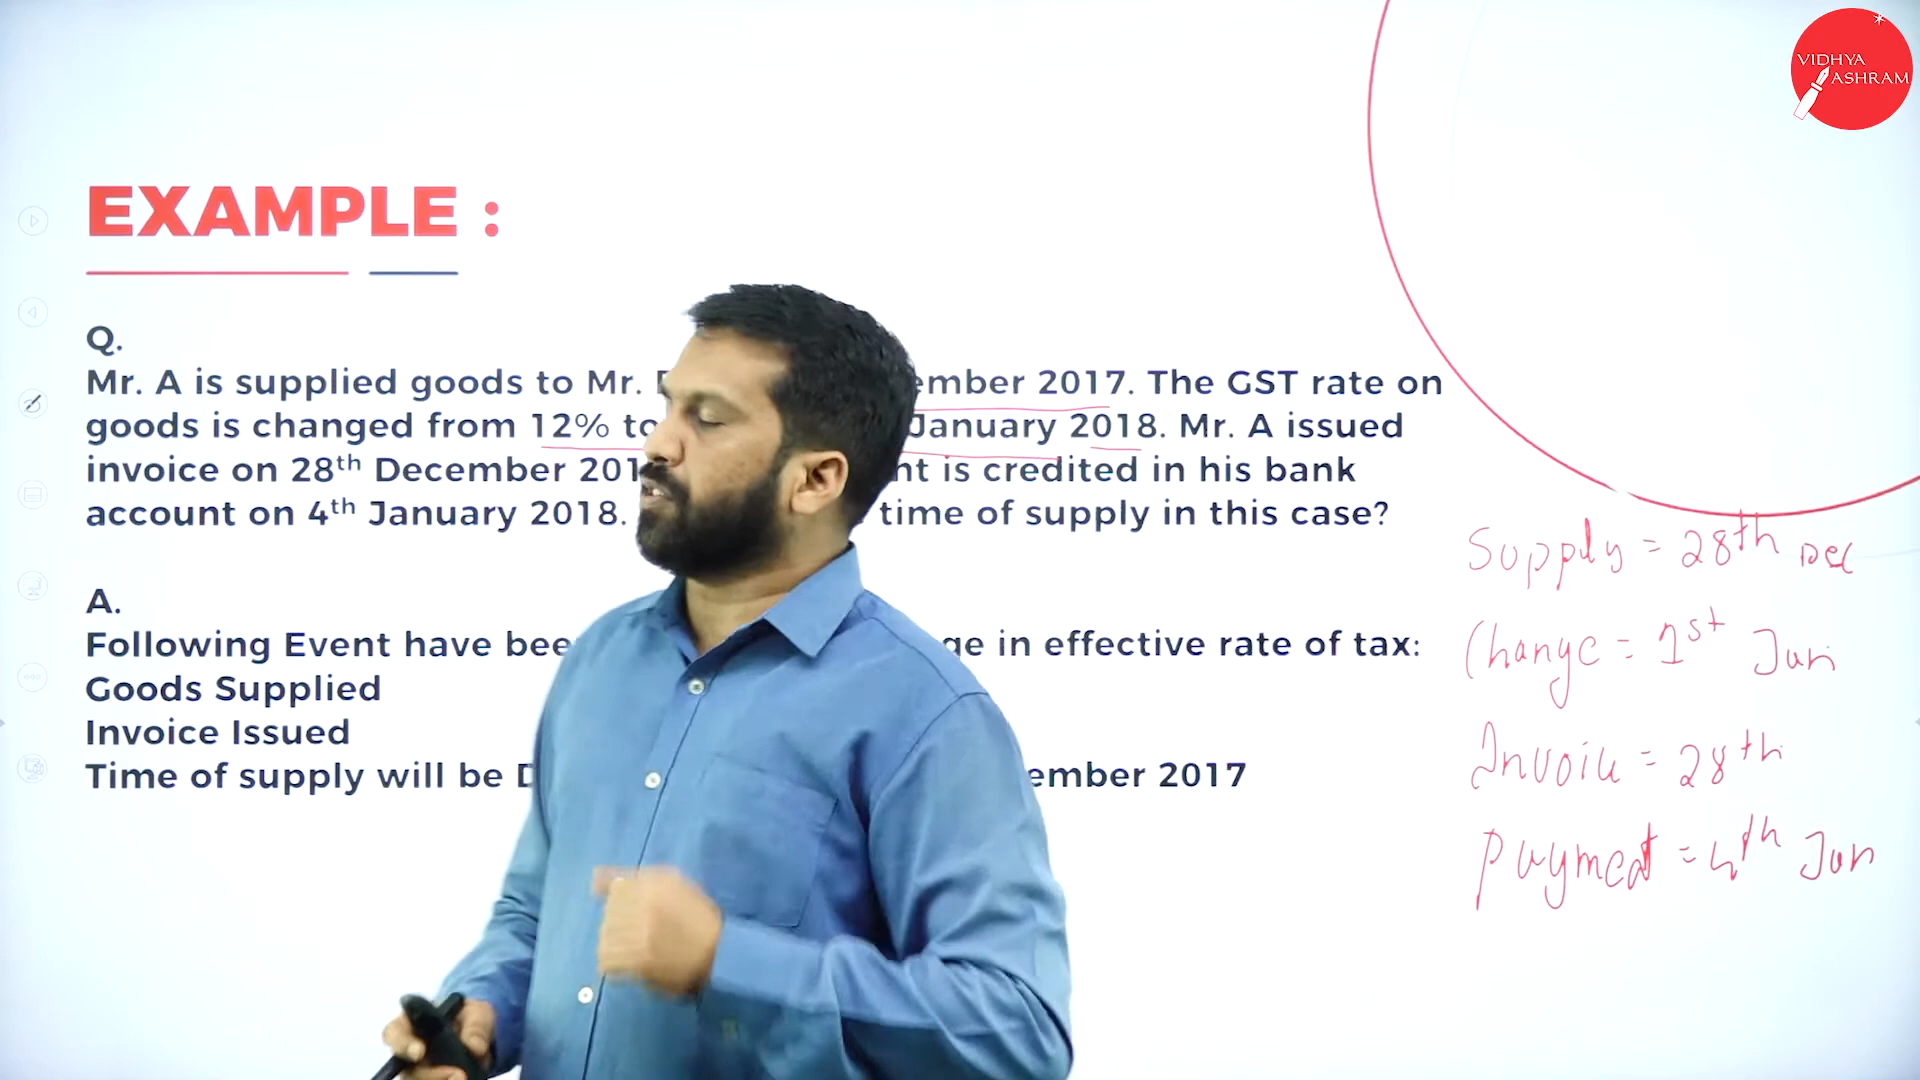 VIDHYA
ASHRAM
EXAMPLE :
Q.
Mr. A is supplied goods to Mr. ember 2017. The GST rate on
goods is changed from 12% to January 2018. Mr. A issued
invoice on 28th December 201 nt is credited in his bank
account on 4th January 2018. time of supply in this case?
A.
Following Event have bee ge in effective rate of tax:
Goods Supplied
Invoice Issued
Time of supply will be ember 2017
Supply = 28th Dec
Change = 1st Jan
Invoice = 28th
Payment = 4th Jan